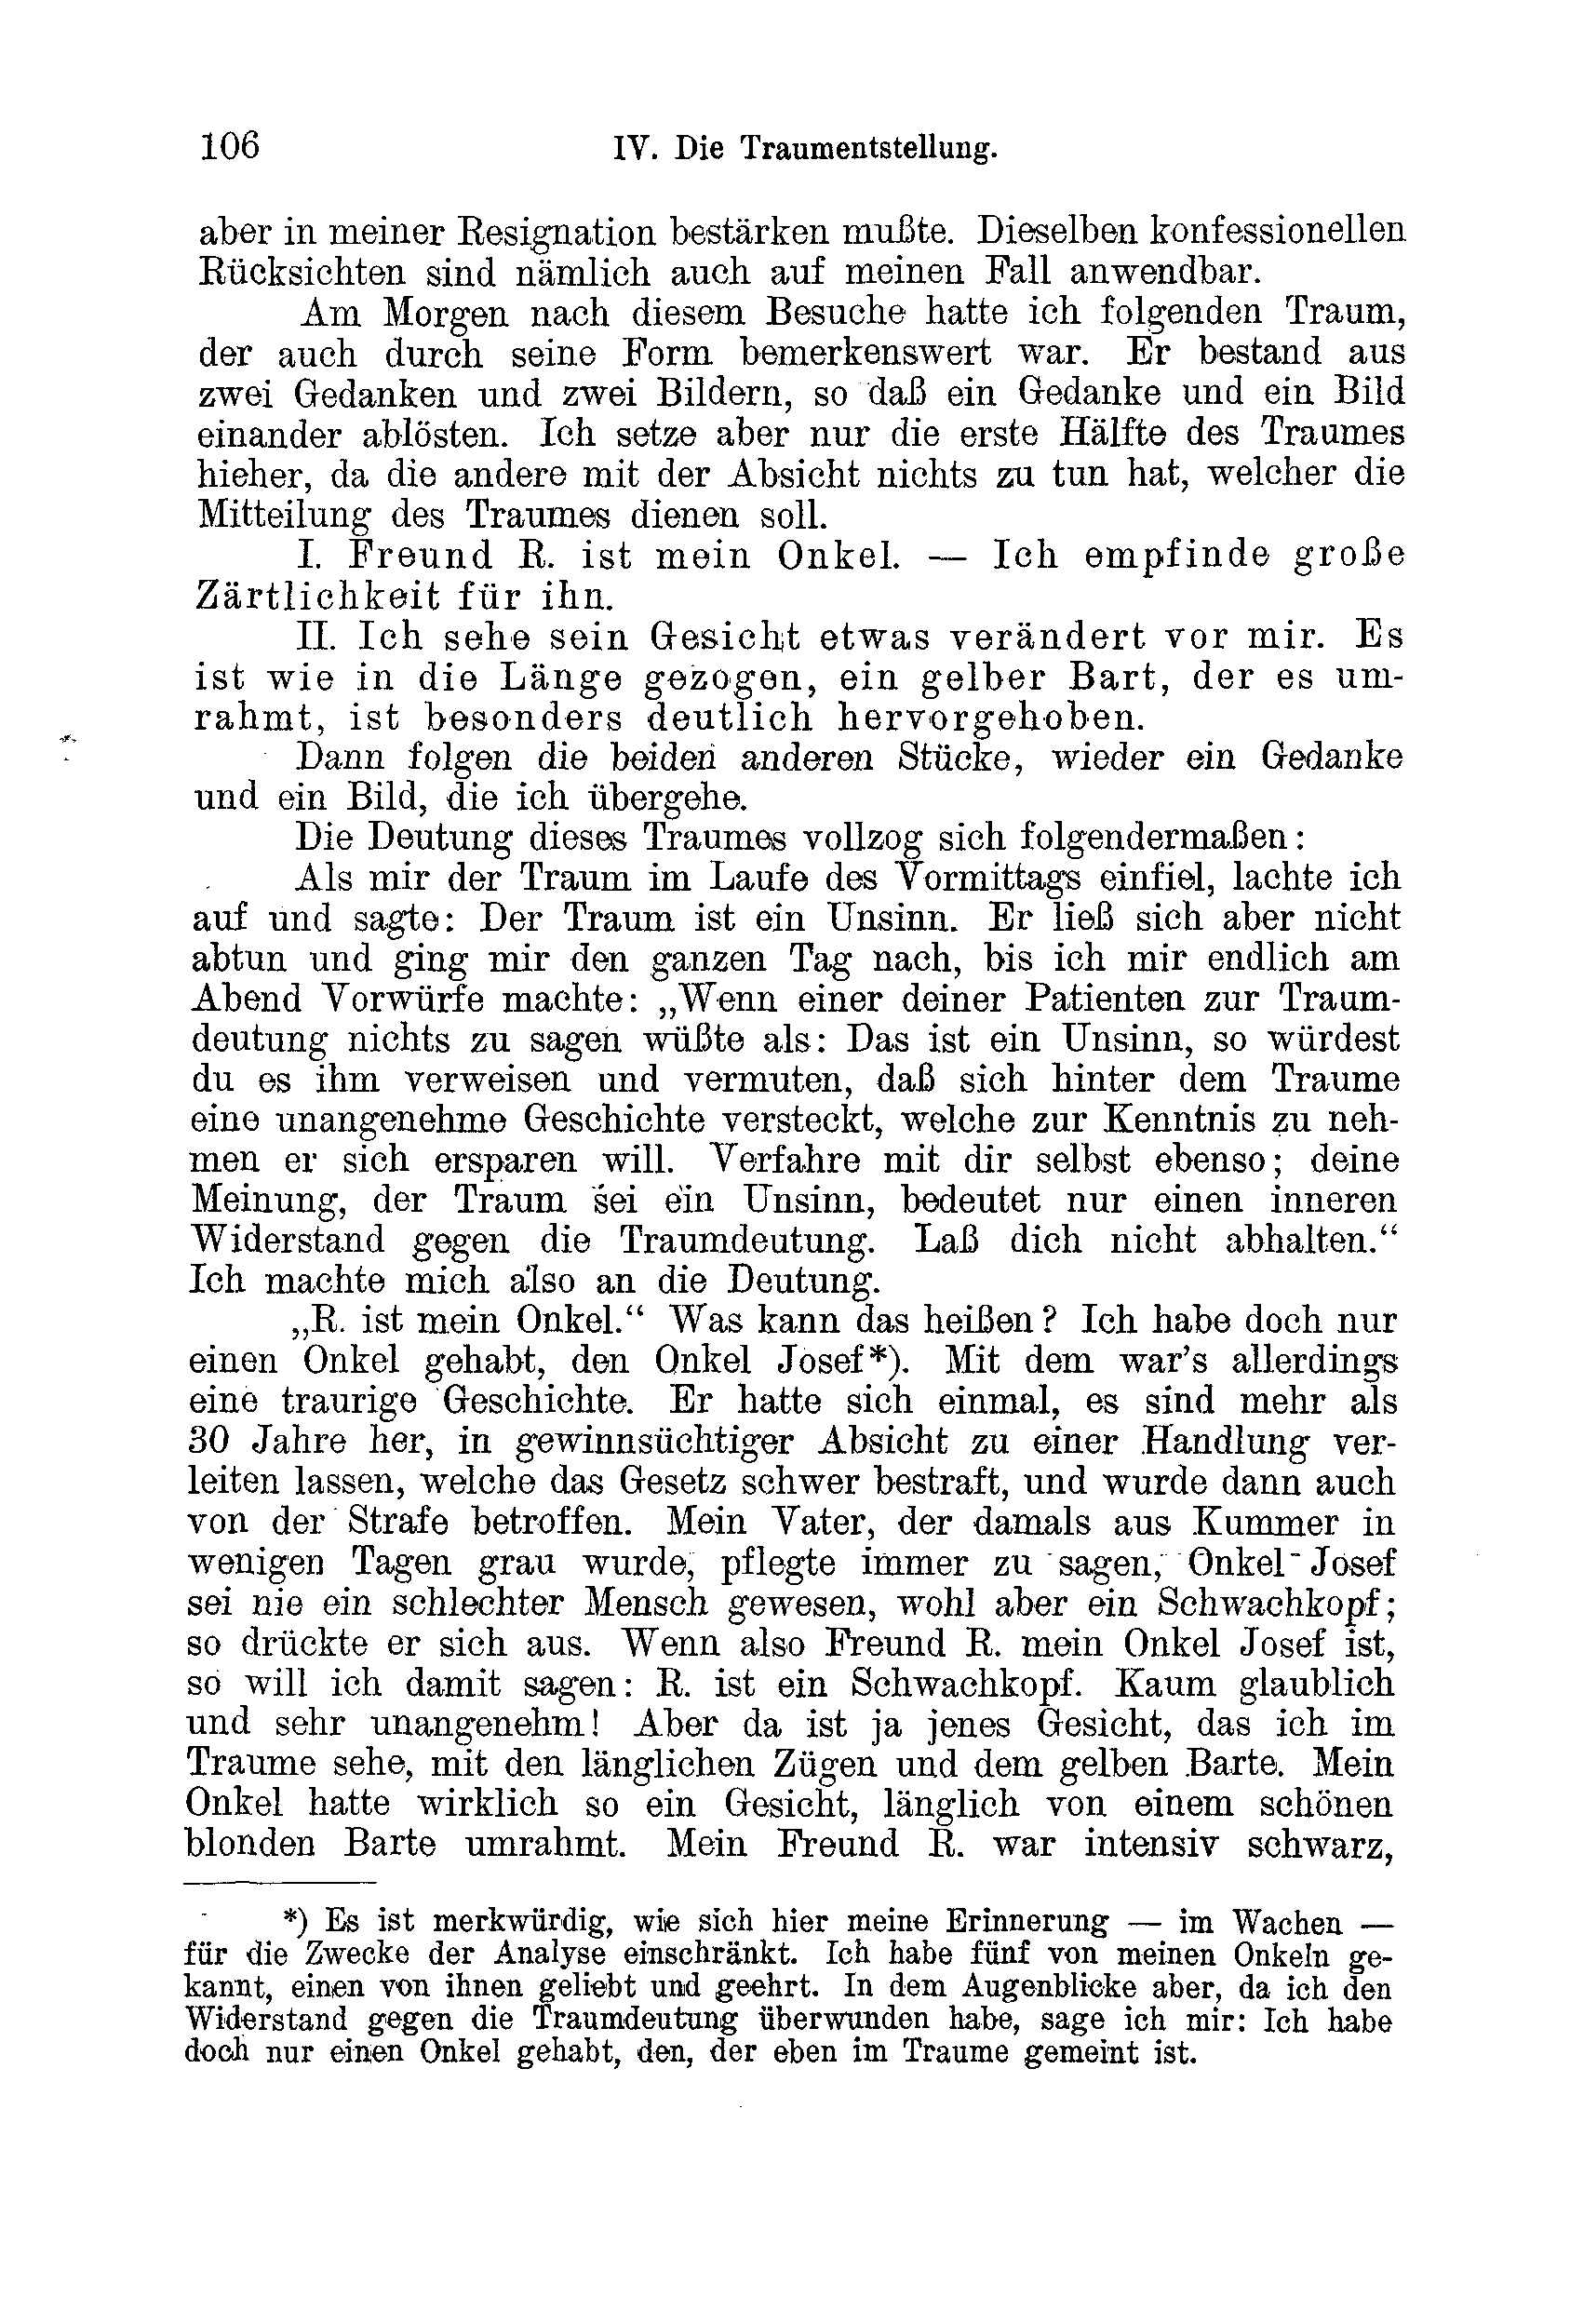 106 IV. Die Traumentstellung.
aber in meiner Resignation bestärken mußte. Dieselben konfessionellen
Rücksichten sind nämlich auch auf meinen Fall anwendbar.
Am Morgen nach diesem Besuche hatte ich folgenden Traum,
der auch durch seine Form bemerkenswert war. Er bestand aus
zwei Gedanken und zwei Bildern, so daß ein Gedanke und ein Bild
einander ablösten. Ich setze aber nur die erste Hälfte des Traumes
hieher, da die andere mit der Absicht nichts zu tun hat, welcher die
Mitteilung des Traumes dienen soll.
I. Freund R. ist mein Onkel. — Ich empfinde große
Zärtlichkeit für ihn.
II. Ich sehe sein Gesicht etwas verändert vor mir. Es
ist wie in die Länge gezogen, ein gelber Bart, der es um-
rahmt, ist besonders deutlich hervorgehoben.
Dann folgen die beiden anderen Stücke, wieder ein Gedanke
und ein Bild, die ich übergehe.
Die Deutung dieses Traumes vollzog sich folgendermaßen:
Als mir der Traum im Laufe des Vormittags einfiel, lachte ich
auf und sagte: Der Traum ist ein Unsinn. Er ließ sich aber nicht
abtun und ging mir den ganzen Tag nach, bis ich mir endlich am
Abend Vorwürfe machte: „Wenn einer deiner Patienten zur Traum-
deutung nichts zu sagen wüßte als: Das ist ein Unsinn, so würdest
du es ihm verweisen und vermuten, daß sich hinter dem Traume
eine unangenehme Geschichte versteckt, welche zur Kenntnis zu neh-
men er sich ersparen will. Verfahre mit dir selbst ebenso; deine
Meinung, der Traum sei ein Unsinn, bedeutet nur einen inneren
Widerstand gegen die Traumdeutung. Laß dich nicht abhalten.“
Ich machte mich also an die Deutung.
„R. ist mein Onkel.“ Was kann das heißen? Ich habe doch nur
einen Onkel gehabt, den Onkel Josef*). Mit dem war's allerdings
eine traurige Geschichte. Er hatte sich einmal, es sind mehr als
30 Jahre her, in gewinnsüchtiger Absicht zu einer Handlung ver-
leiten lassen, welche das Gesetz schwer bestraft, und wurde dann auch
von der Strafe betroffen. Mein Vater, der damals aus Kummer in
wenigen Tagen grau wurde, pflegte immer zu sagen, Onkel Josef
sei nie ein schlechter Mensch gewesen, wohl aber ein Schwachkopf;
so drückte er sich aus. Wenn also Freund R. mein Onkel Josef ist,
so will ich damit sagen: R. ist ein Schwachkopf. Kaum glaublich
und sehr unangenehm! Aber da ist ja jenes Gesicht, das ich im
Traume sehe, mit den länglichen Zügen und dem gelben Barte. Mein
Onkel hatte wirklich so ein Gesicht, länglich von einem schönen
blonden Barte umrahmt. Mein Freund R. war intensiv schwarz,
*) Es ist merkwürdig, wie sich hier meine Erinnerung — im Wachen —
für die Zwecke der Analyse einschränkt. Ich habe fünf von meinen Onkeln ge-
kannt, einen von ihnen geliebt und geehrt. In dem Augenblicke aber, da ich den
Widerstand gegen die Traumdeutung überwunden habe, sage ich mir: Ich habe
doch nur einen Onkel gehabt, den, der eben im Traume gemeint ist.